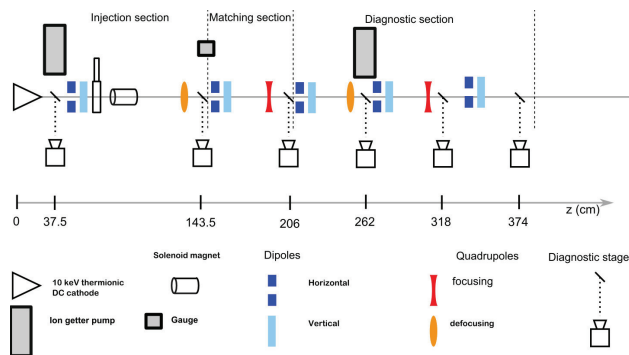 Injection section
Matching section
Diagnostic section
z (cm)
0
37.5
143.5
206
262
318
374
Solenoid magnet
Dipoles
Quadrupoles
Diagnostic stage
10 keV thermionic
DC cathode
Horizontal
focusing
Ion getter pump
Gauge
Vertical
defocusing